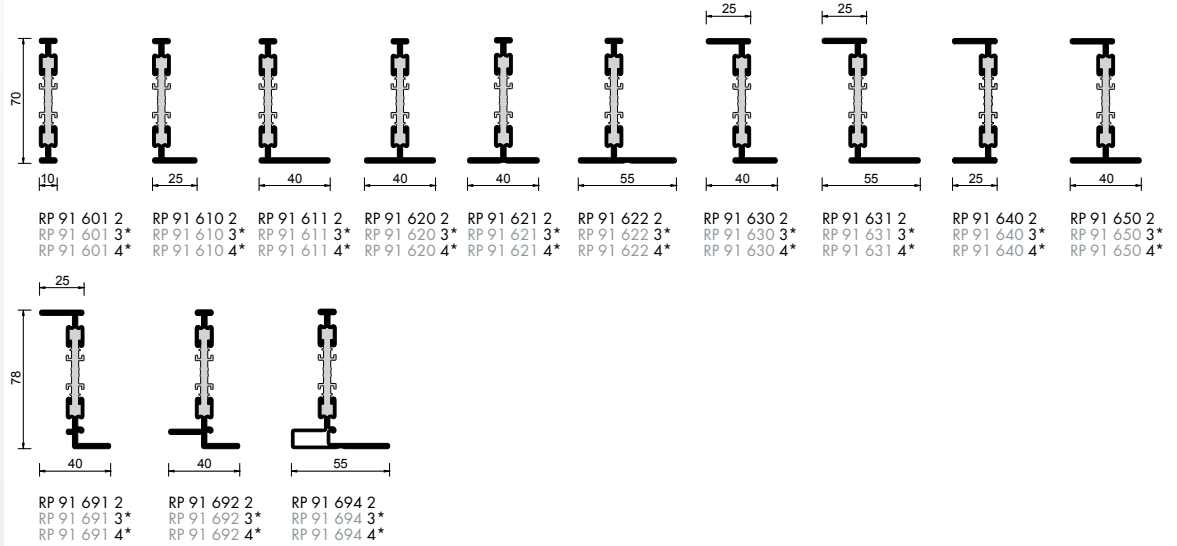 25 25
70
10 25 40 40 40 55 40 55 25 40
RP 91 601 2 RP 91 610 2 RP 91 611 2 RP 91 620 2 RP 91 621 2 RP 91 622 2 RP 91 630 2 RP 91 631 2 RP 91 640 2 RP 91 650 2
RP 91 601 3* RP 91 610 3* RP 91 611 3* RP 91 620 3* RP 91 621 3* RP 91 622 3* RP 91 630 3* RP 91 631 3* RP 91 640 3* RP 91 650 3*
RP 91 601 4* RP 91 610 4* RP 91 611 4* RP 91 620 4* RP 91 621 4* RP 91 622 4* RP 91 630 4* RP 91 631 4* RP 91 640 4* RP 91 650 4*
25
78
40 40 55
RP 91 691 2 RP 91 692 2 RP 91 694 2
RP 91 691 3* RP 91 692 3* RP 91 694 3*
RP 91 691 4* RP 91 692 4* RP 91 694 4*